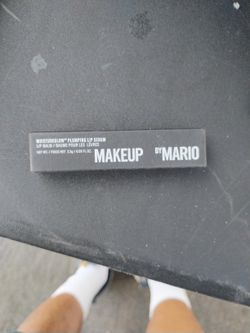 MOISTUREGLOW™ PLUMPING LIP SERUM
LIP BALM / BAUME POUR LES LÈVRES
MAKEUP BY MARIO